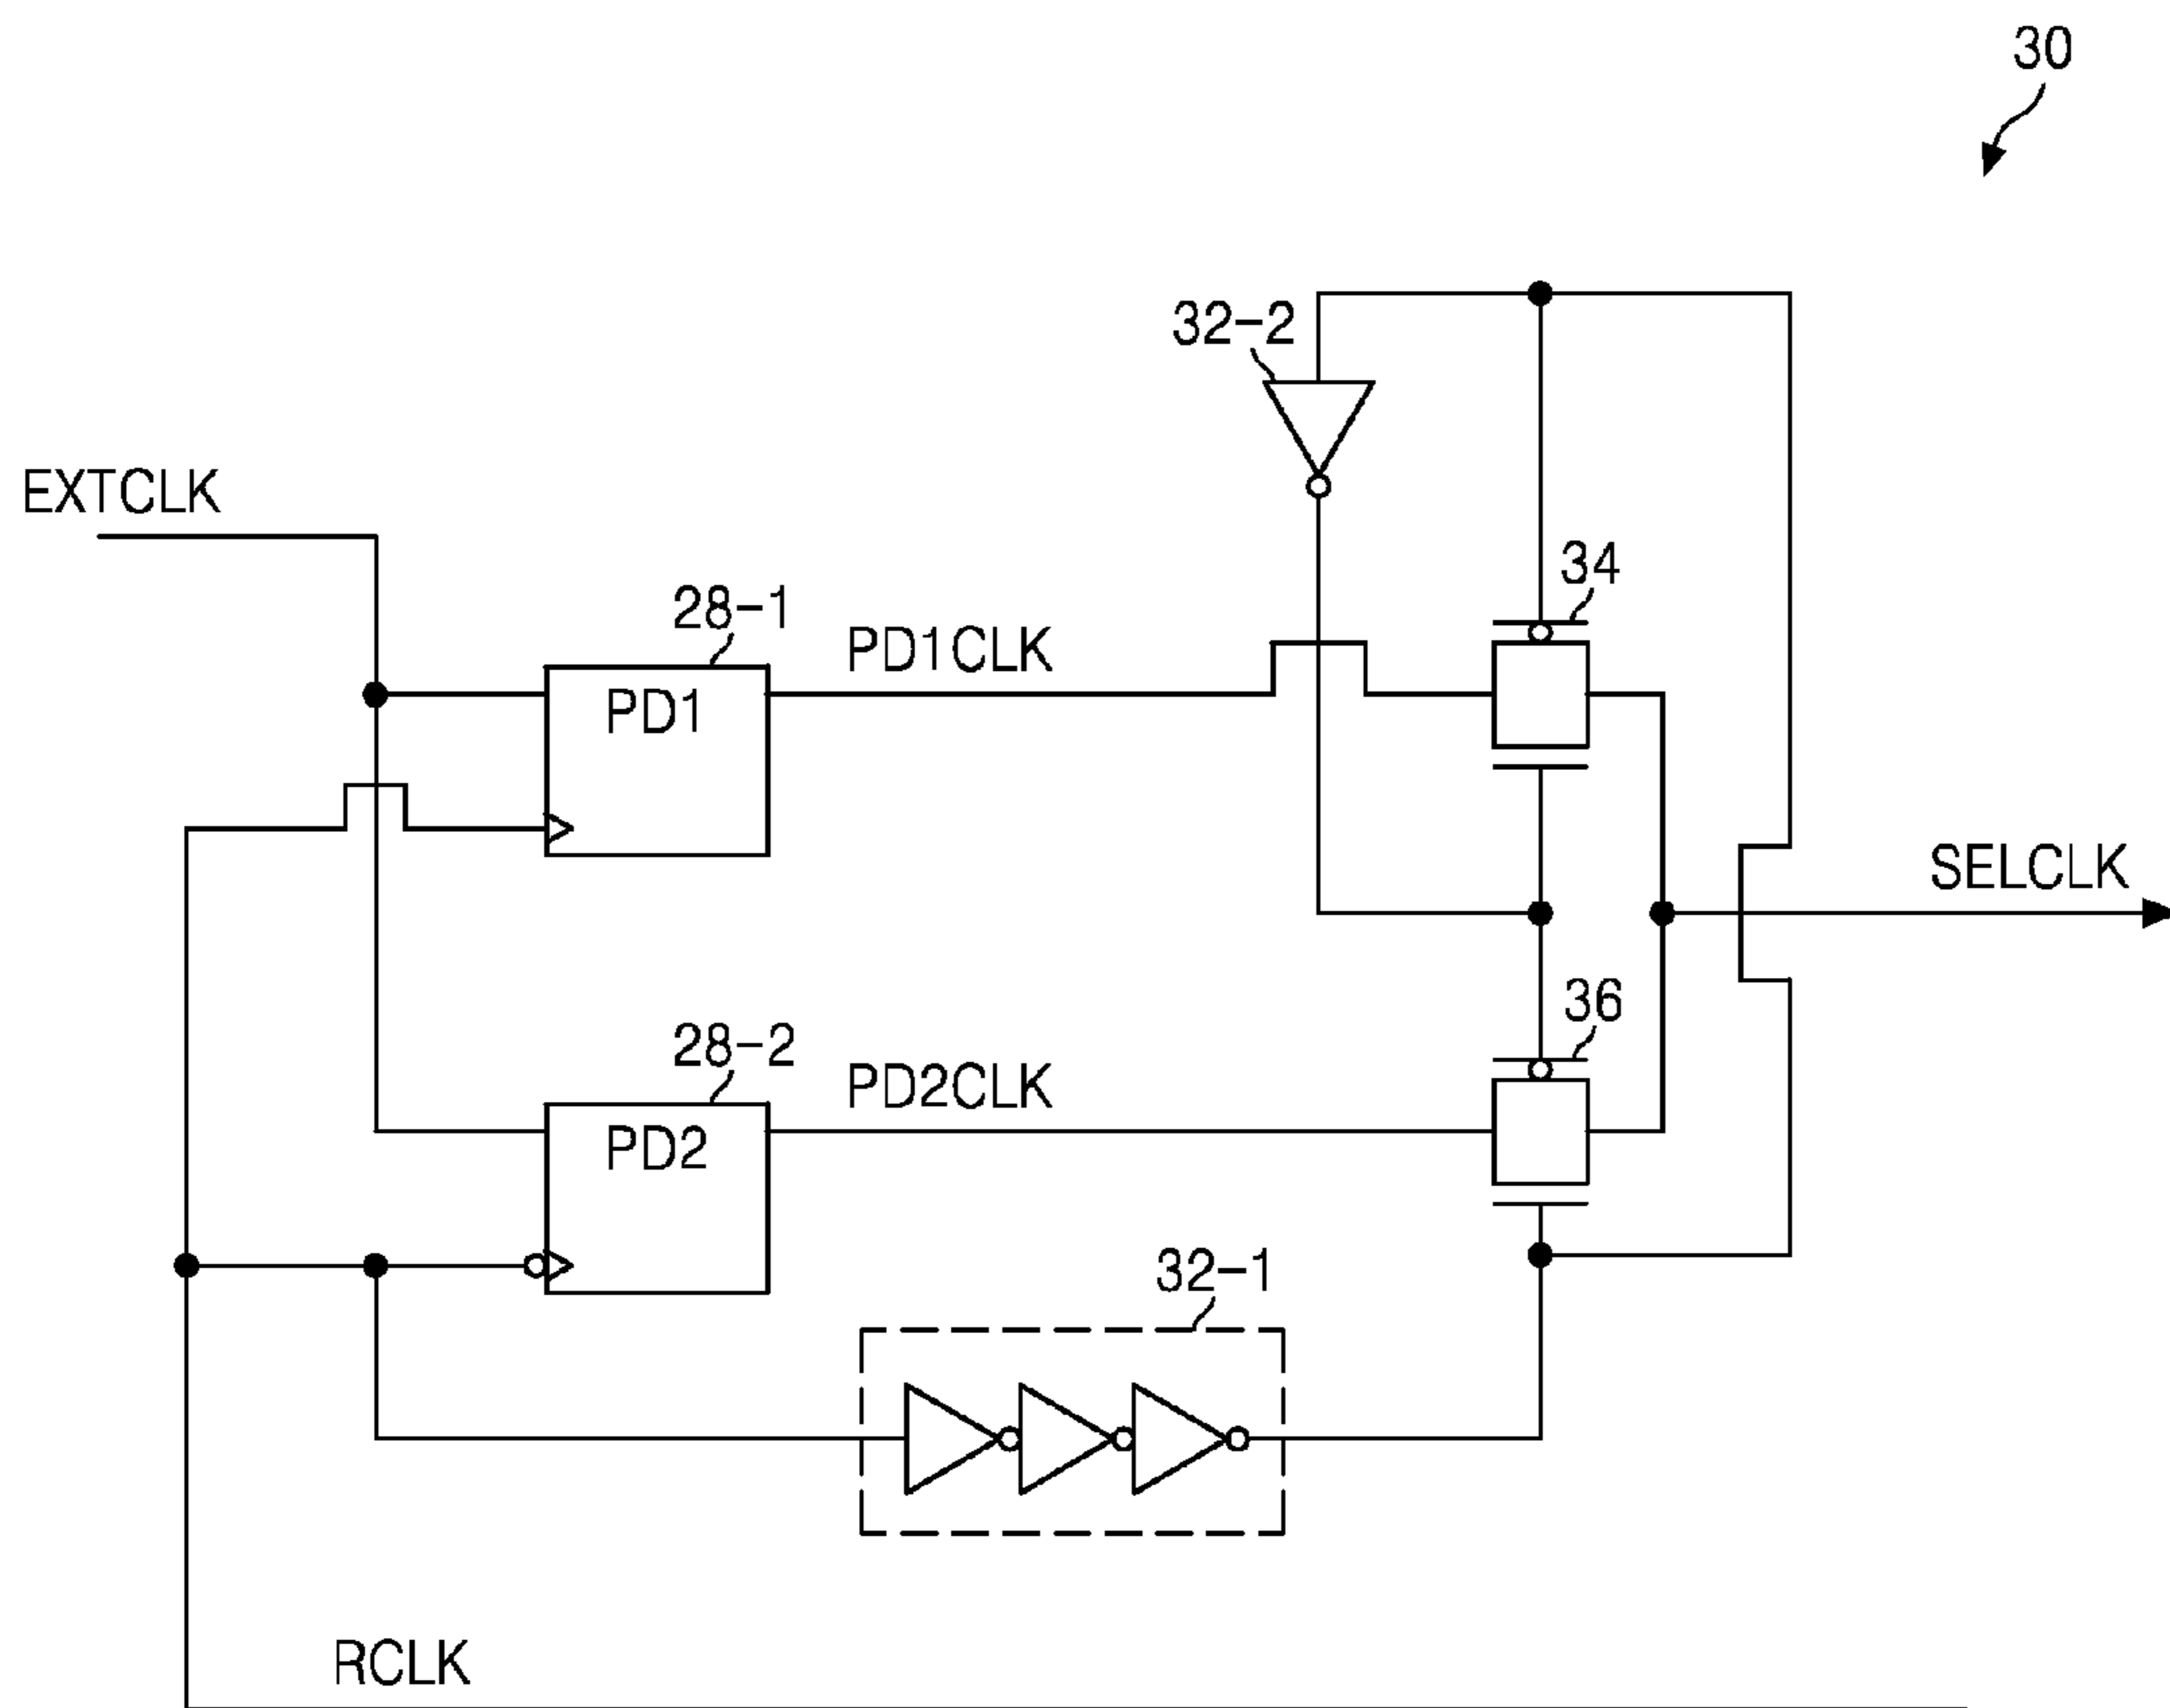 30
32-2
EXTCLK
34
28-1
PD1CLK
PD1
SELCLK
36
28-2
PD2CLK
PD2
32-1
RCLK